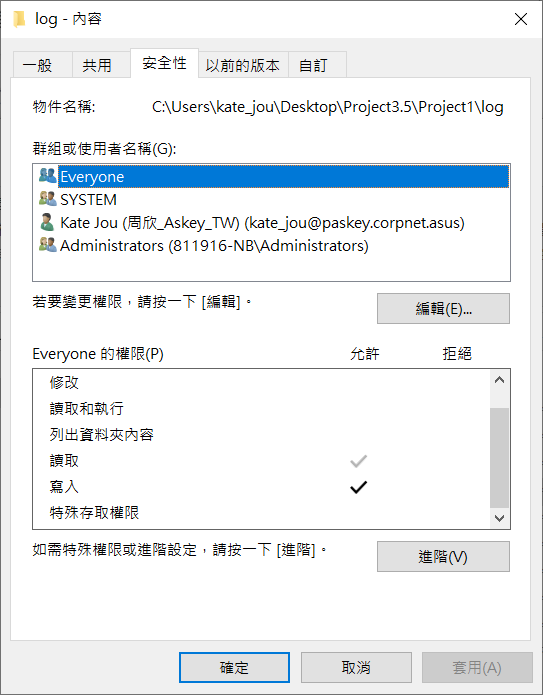 log - 內容
一般 共用 安全性 以前的版本 自訂
物件名稱: C:\Users\kate_jou\Desktop\Project3.5\Project1\log
群組或使用者名稱(G):
Everyone
SYSTEM
Kate Jou (周欣_Askey_TW) (kate_jou@paskey.corpnet.asus)
Administrators (811916-NB\Administrators)
若要變更權限，請按一下 [編輯]。
編輯(E)...
Everyone 的權限(P) 允許 拒絕
修改
讀取和執行
列出資料夾內容
讀取
寫入
特殊存取權限
如需特殊權限或進階設定，請按一下 [進階]。
進階(V)
確定 取消 套用(A)